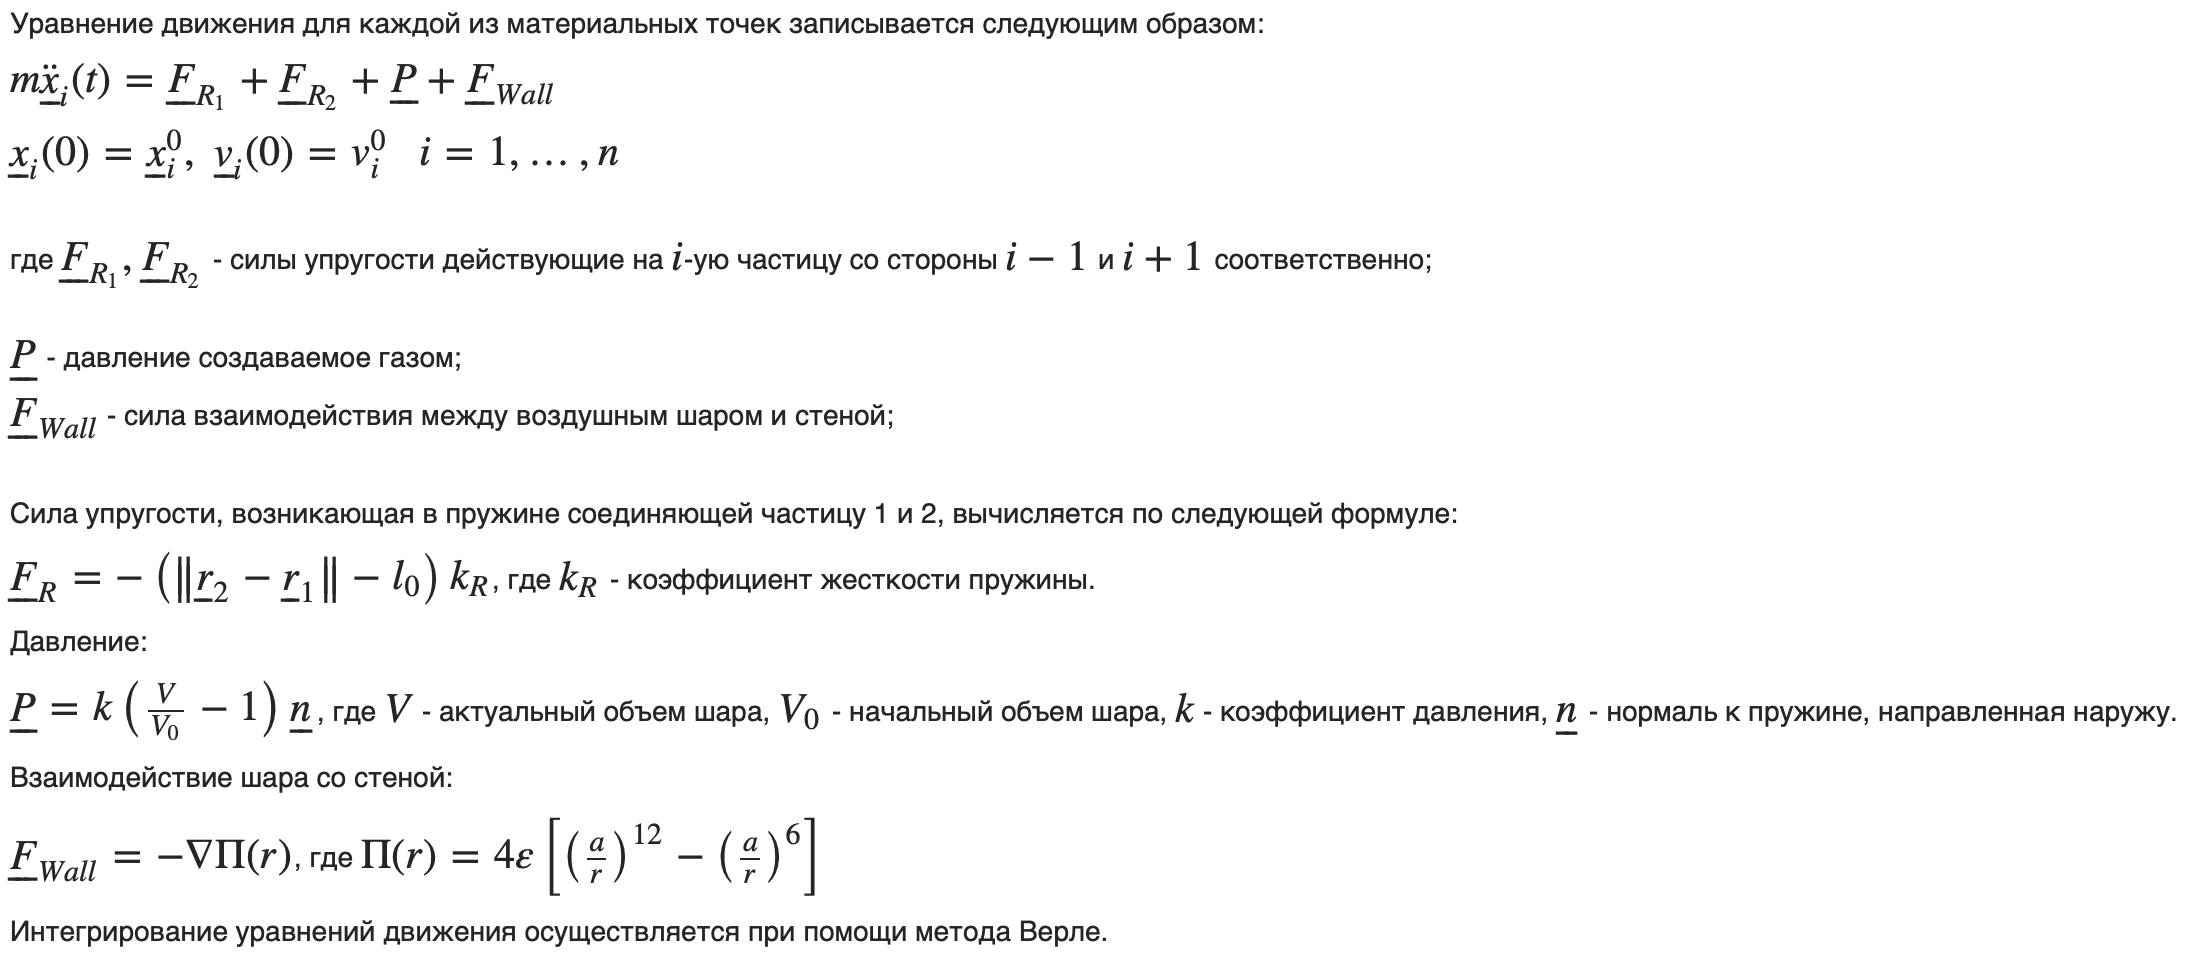 Уравнение движения для каждой из материальных точек записывается следующим образом:
$m\underline{\ddot{x}}_i(t) = \underline{F}_{R_1} + \underline{F}_{R_2} + \underline{P} + \underline{F}_{Wall}$
$\underline{x}_i(0) = \underline{x}_i^0,\ \underline{v}_i(0) = v_i^0 \quad i = 1, \ldots, n$
где $\underline{F}_{R_1}, \underline{F}_{R_2}$ - силы упругости действующие на $i$-ую частицу со стороны $i-1$ и $i+1$ соответственно;
$\underline{P}$ - давление создаваемое газом;
$\underline{F}_{Wall}$ - сила взаимодействия между воздушным шаром и стеной;
Сила упругости, возникающая в пружине соединяющей частицу 1 и 2, вычисляется по следующей формуле:
$\underline{F}_R = -\left(\|\underline{r}_2 - \underline{r}_1\| - l_0\right) k_R$, где $k_R$ - коэффициент жесткости пружины.
Давление:
$\underline{P} = k\left(\frac{V}{V_0} - 1\right)\underline{n}$, где $V$ - актуальный объем шара, $V_0$ - начальный объем шара, $k$ - коэффициент давления, $\underline{n}$ - нормаль к пружине, направленная наружу.
Взаимодействие шара со стеной:
$\underline{F}_{Wall} = -\nabla\Pi(r)$, где $\Pi(r) = 4\varepsilon\left[\left(\frac{a}{r}\right)^{12} - \left(\frac{a}{r}\right)^6\right]$
Интегрирование уравнений движения осуществляется при помощи метода Верле.